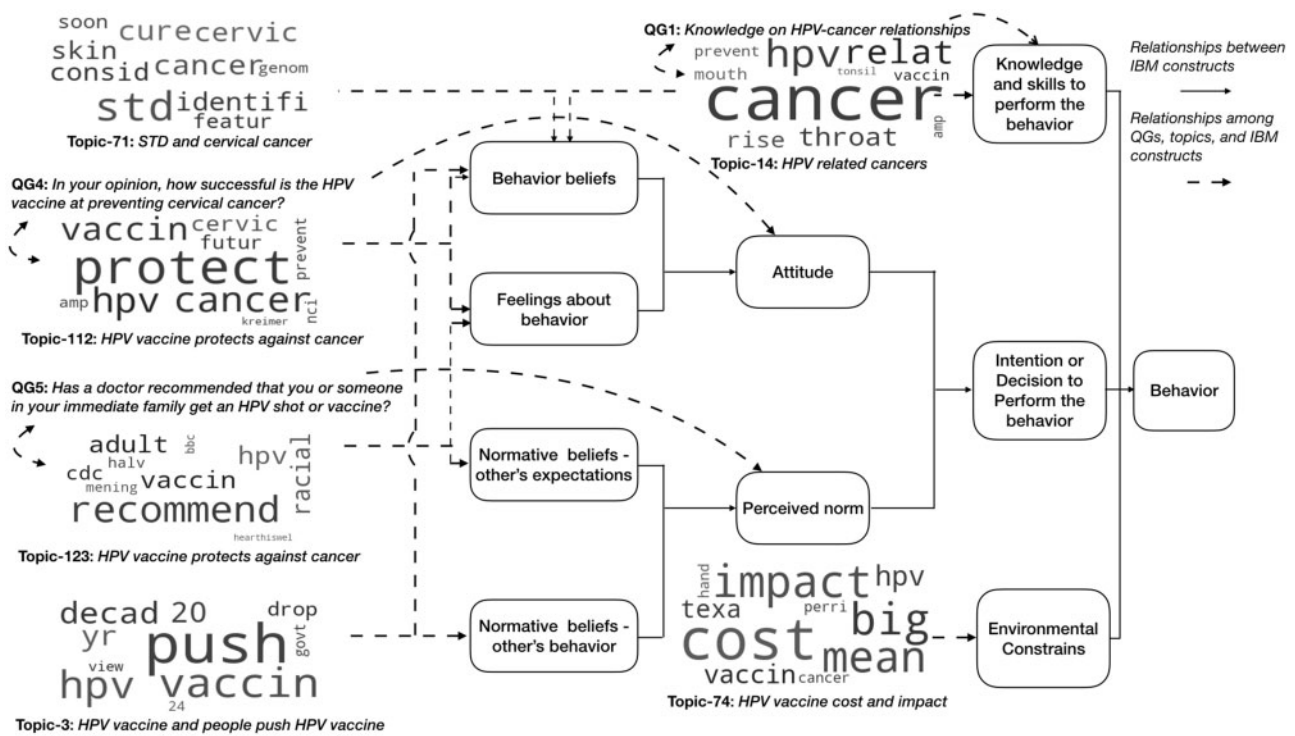 soon
cure
cervic
skin
consid
cancer
genom
std
identifi
featur
Topic-71: STD and cervical cancer
QG4: In your opinion, how successful is the HPV
vaccine at preventing cervical cancer?
vaccin
cervic
futur
prevent
protect
amp
hpv
cancer
nci
kreimer
Topic-112: HPV vaccine protects against cancer
QG5: Has a doctor recommended that you or someone
in your immediate family get an HPV shot or vaccine?
adult
bbc
halv
hpv
racial
cdc
mening
vaccin
recommend
hearthiswel
Topic-123: HPV vaccine protects against cancer
decad
20
drop
yr
push
govt
view
hpv
vaccin
24
Topic-3: HPV vaccine and people push HPV vaccine
QG1: Knowledge on HPV-cancer relationships
prevent
hpv
relat
mouth
tonsil
vaccin
cancer
amp
rise
throat
Topic-14: HPV related cancers
Behavior beliefs
Feelings about
behavior
Normative beliefs -
other's expectations
Normative beliefs -
other's behavior
Attitude
Perceived norm
hand
impact
hpv
texa
perri
big
cost
mean
vaccin
cancer
Topic-74: HPV vaccine cost and impact
Knowledge
and skills to
perform the
behavior
Intention or
Decision to
Perform the
behavior
Environmental
Constrains
Behavior
Relationships between
IBM constructs
Relationships among
QGs, topics, and IBM
constructs